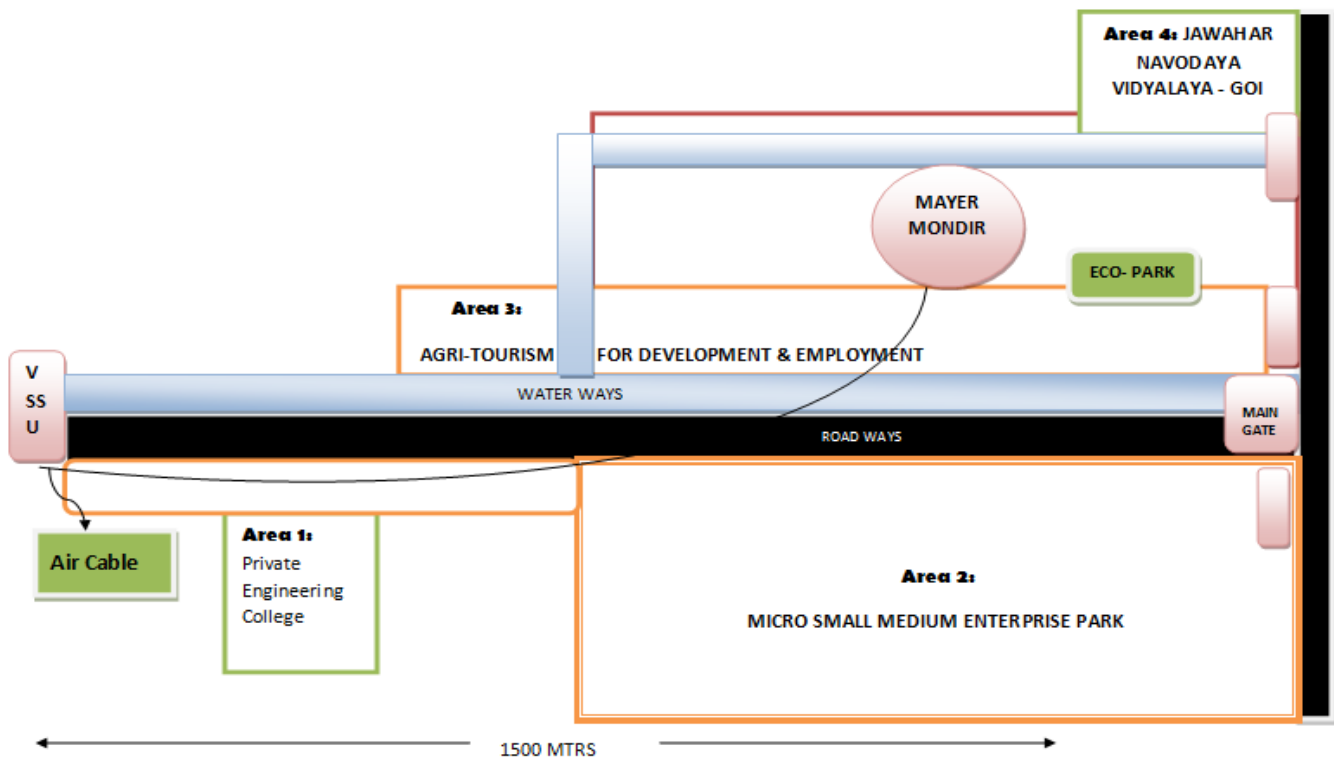 Area 4: JAWAHAR
NAVODAYA
VIDYALAYA - GOI
MAYER
MONDIR
ECO- PARK
Area 3:
AGRI-TOURISM FOR DEVELOPMENT & EMPLOYMENT
V
SS
U
WATER WAYS
MAIN
GATE
ROAD WAYS
Air Cable
Area 1:
Private
Engineering
College
Area 2:
MICRO SMALL MEDIUM ENTERPRISE PARK
1500 MTRS